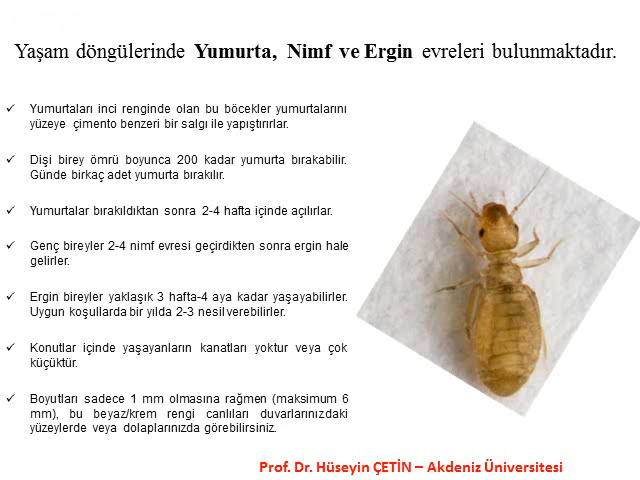 Yaşam döngülerinde Yumurta, Nimf ve Ergin evreleri bulunmaktadır.
✓ Yumurtaları inci renginde olan bu böcekler yumurtalarını
yüzeye çimento benzeri bir salgı ile yapıştırırlar.
✓ Dişi birey ömrü boyunca 200 kadar yumurta bırakabilir.
Günde birkaç adet yumurta bırakılır.
✓ Yumurtalar bırakıldıktan sonra 2-4 hafta içinde açılırlar.
✓ Genç bireyler 2-4 nimf evresi geçirdikten sonra ergin hale
gelirler.
✓ Ergin bireyler yaklaşık 3 hafta-4 aya kadar yaşayabilirler.
Uygun koşullarda bir yılda 2-3 nesil verebilirler.
✓ Konutlar içinde yaşayanların kanatları yoktur veya çok
küçüktür.
✓ Boyutları sadece 1 mm olmasına rağmen (maksimum 6
mm), bu beyaz/krem rengi canlıları duvarlarınızdaki
yüzeylerde veya dolaplarınızda görebilirsiniz.
Prof. Dr. Hüseyin ÇETİN – Akdeniz Üniversitesi